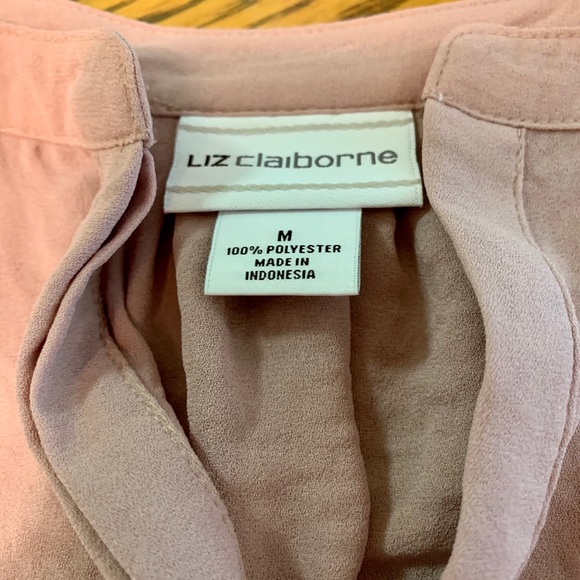 LIZ claiborne
M
100% POLYESTER
MADE IN
INDONESIA